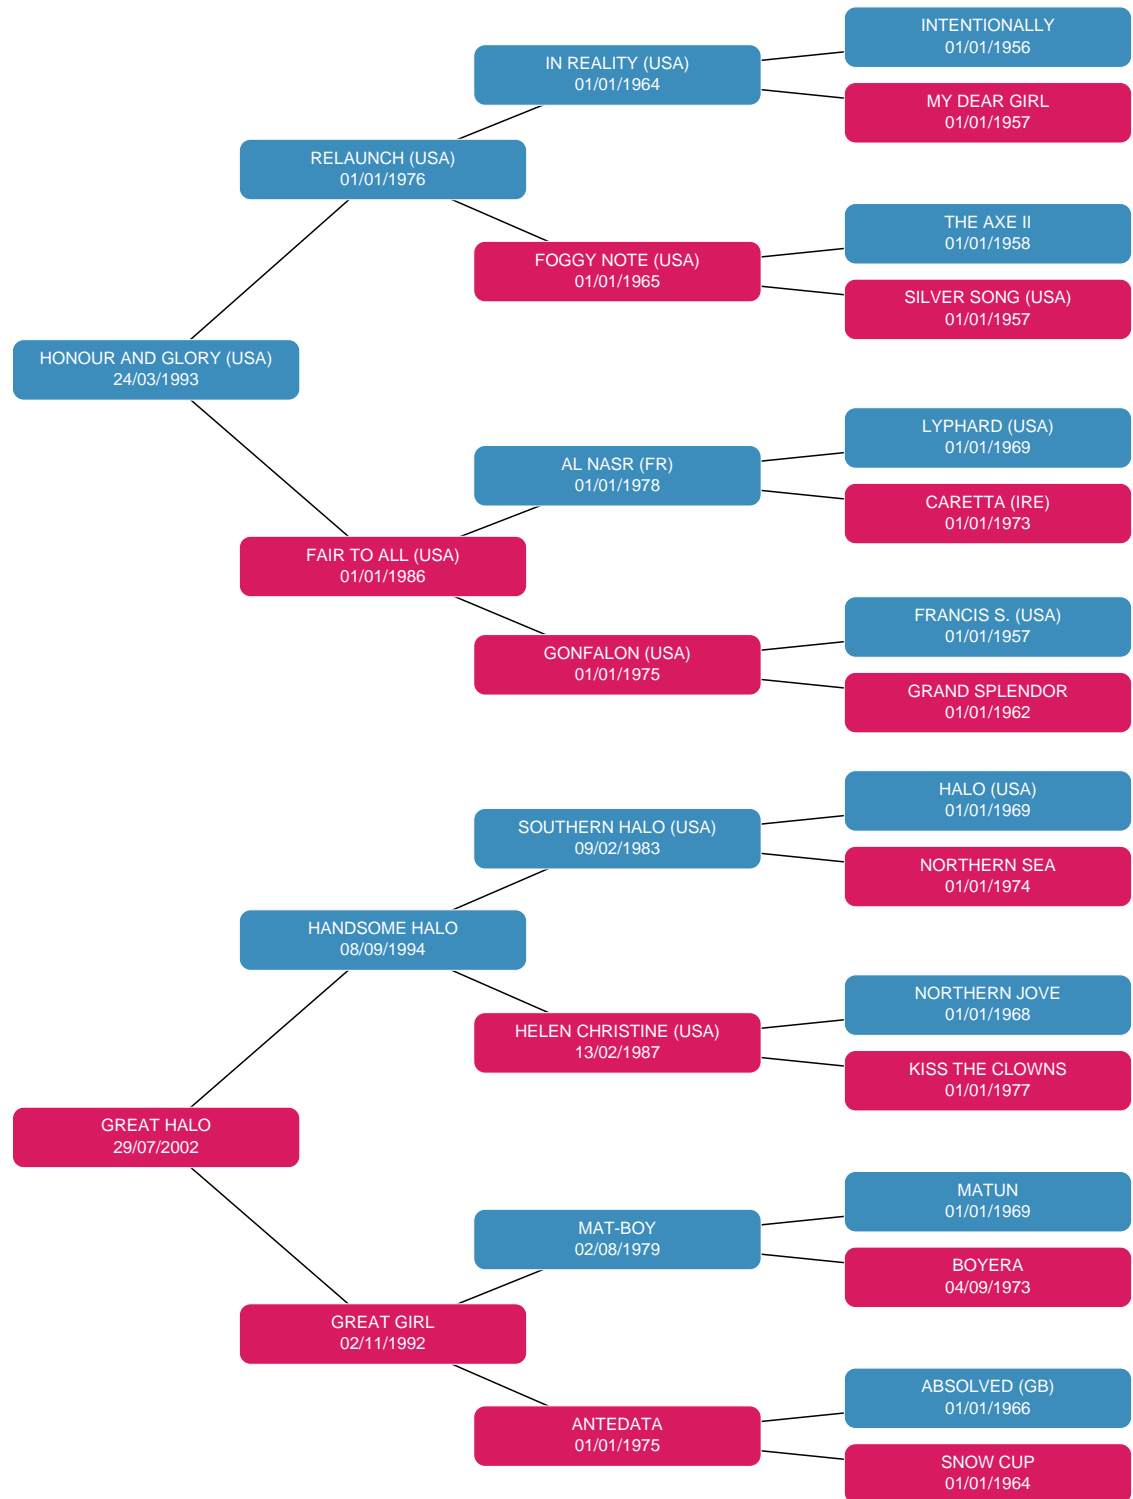 INTENTIONALLY
01/01/1956
IN REALITY (USA)
01/01/1964
MY DEAR GIRL
01/01/1957
RELAUNCH (USA)
01/01/1976
THE AXE II
01/01/1958
FOGGY NOTE (USA)
01/01/1965
SILVER SONG (USA)
01/01/1957
HONOUR AND GLORY (USA)
24/03/1993
LYPHARD (USA)
01/01/1969
AL NASR (FR)
01/01/1978
CARETTA (IRE)
01/01/1973
FAIR TO ALL (USA)
01/01/1986
FRANCIS S. (USA)
01/01/1957
GONFALON (USA)
01/01/1975
GRAND SPLENDOR
01/01/1962
HALO (USA)
01/01/1969
SOUTHERN HALO (USA)
09/02/1983
NORTHERN SEA
01/01/1974
HANDSOME HALO
08/09/1994
NORTHERN JOVE
01/01/1968
HELEN CHRISTINE (USA)
13/02/1987
KISS THE CLOWNS
01/01/1977
GREAT HALO
29/07/2002
MATUN
01/01/1969
MAT-BOY
02/08/1979
BOYERA
04/09/1973
GREAT GIRL
02/11/1992
ABSOLVED (GB)
01/01/1966
ANTEDATA
01/01/1975
SNOW CUP
01/01/1964